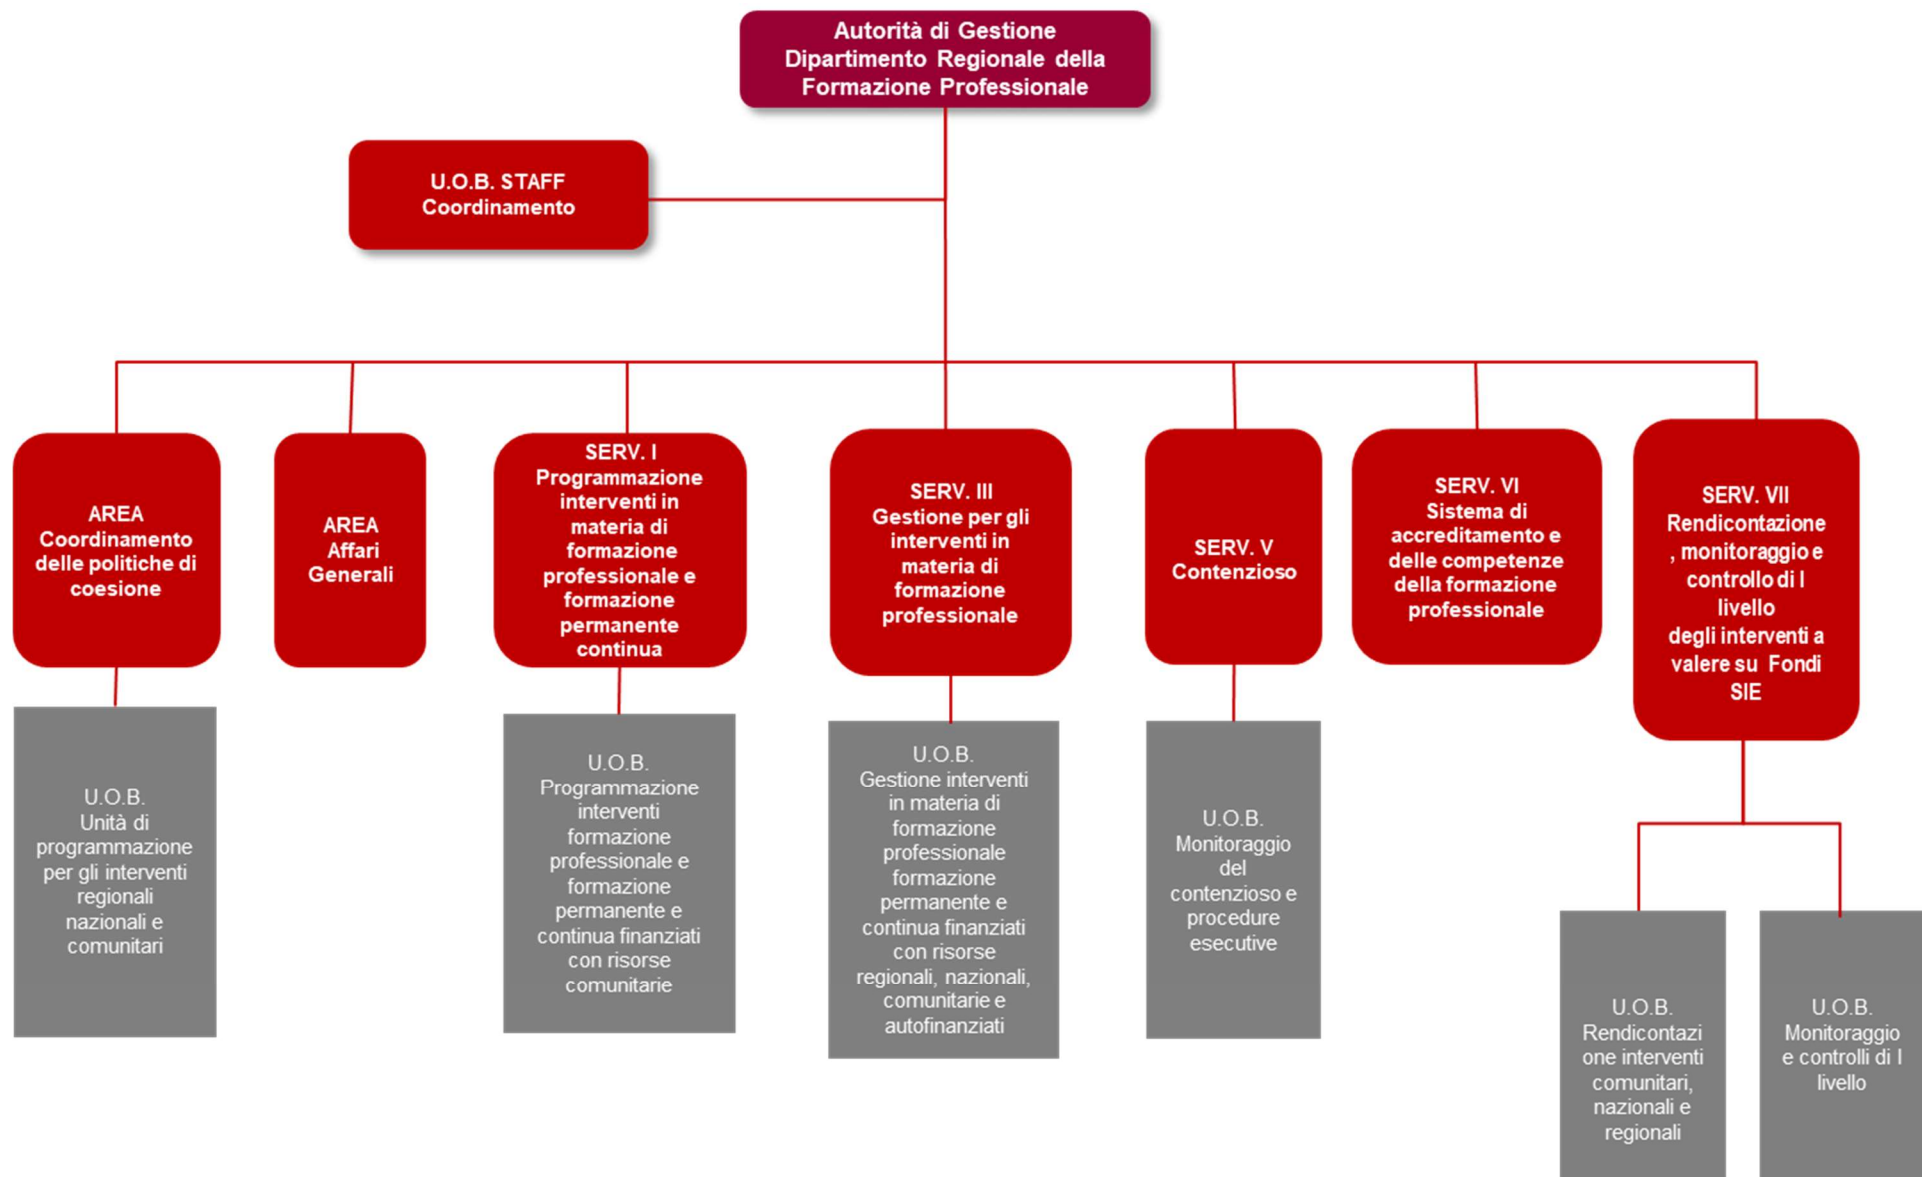 Autorità di Gestione
Dipartimento Regionale della
Formazione Professionale
U.O.B. STAFF
Coordinamento
AREA
Coordinamento
delle politiche di
coesione
AREA
Affari
Generali
SERV. I
Programmazione
interventi in
materia di
formazione
professionale e
formazione
permanente
continua
SERV. III
Gestione per gli
interventi in
materia di
formazione
professionale
SERV. V
Contenzioso
SERV. VI
Sistema di
accreditamento e
delle competenze
della formazione
professionale
SERV. VII
Rendicontazione
, monitoraggio e
controllo di I
livello
degli interventi a
valere su Fondi
SIE
U.O.B.
Unità di
programmazione
per gli interventi
regionali
nazionali e
comunitari
U.O.B.
Programmazione
interventi
formazione
professionale e
formazione
permanente e
continua finanziati
con risorse
comunitarie
U.O.B.
Gestione interventi
in materia di
formazione
professionale
formazione
permanente e
continua finanziati
con risorse
regionali, nazionali,
comunitarie e
autofinanziati
U.O.B.
Monitoraggio
del
contenzioso e
procedure
esecutive
U.O.B.
Rendicontazi
one interventi
comunitari,
nazionali e
regionali
U.O.B.
Monitoraggio
e controlli di I
livello